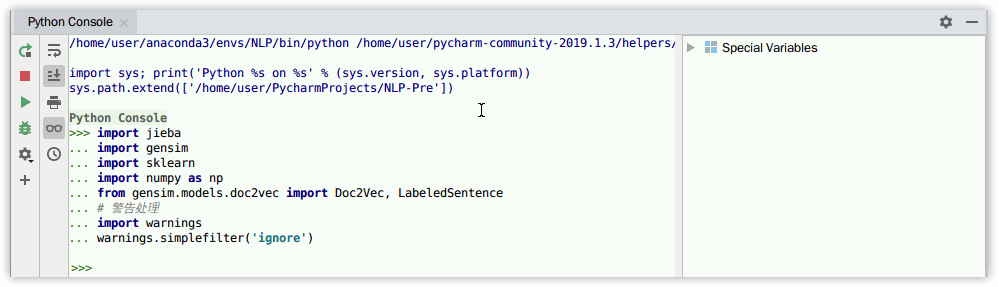 Python Console
/home/user/anaconda3/envs/NLP/bin/python /home/user/pycharm-community-2019.1.3/helpers/
import sys; print('Python %s on %s' % (sys.version, sys.platform))
sys.path.extend(['/home/user/PycharmProjects/NLP-Pre'])
Python Console
>>> import jieba
... import gensim
... import sklearn
... import numpy as np
... from gensim.models.doc2vec import Doc2Vec, LabeledSentence
... # 警告处理
... import warnings
... warnings.simplefilter('ignore')
>>>
Special Variables